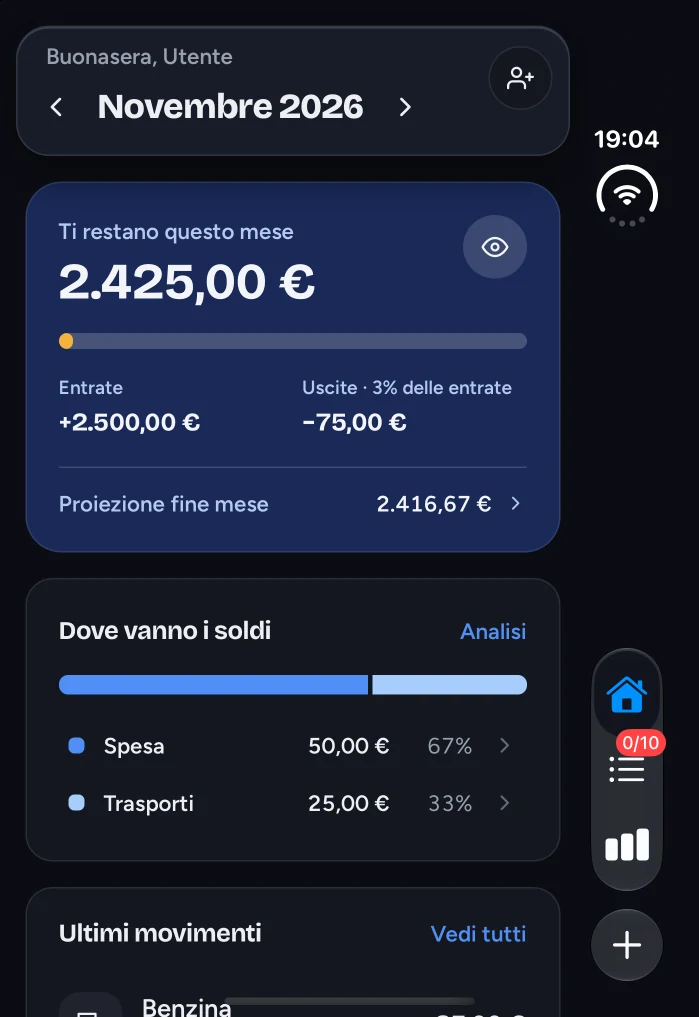 Buonasera, Utente
Novembre 2026
19:04
Ti restano questo mese
2.425,00 €
Entrate
+2.500,00 €
Uscite · 3% delle entrate
−75,00 €
Proiezione fine mese
2.416,67 €
Dove vanno i soldi
Analisi
Spesa
50,00 €
67%
Trasporti
25,00 €
33%
0/10
Ultimi movimenti
Vedi tutti
Benzina